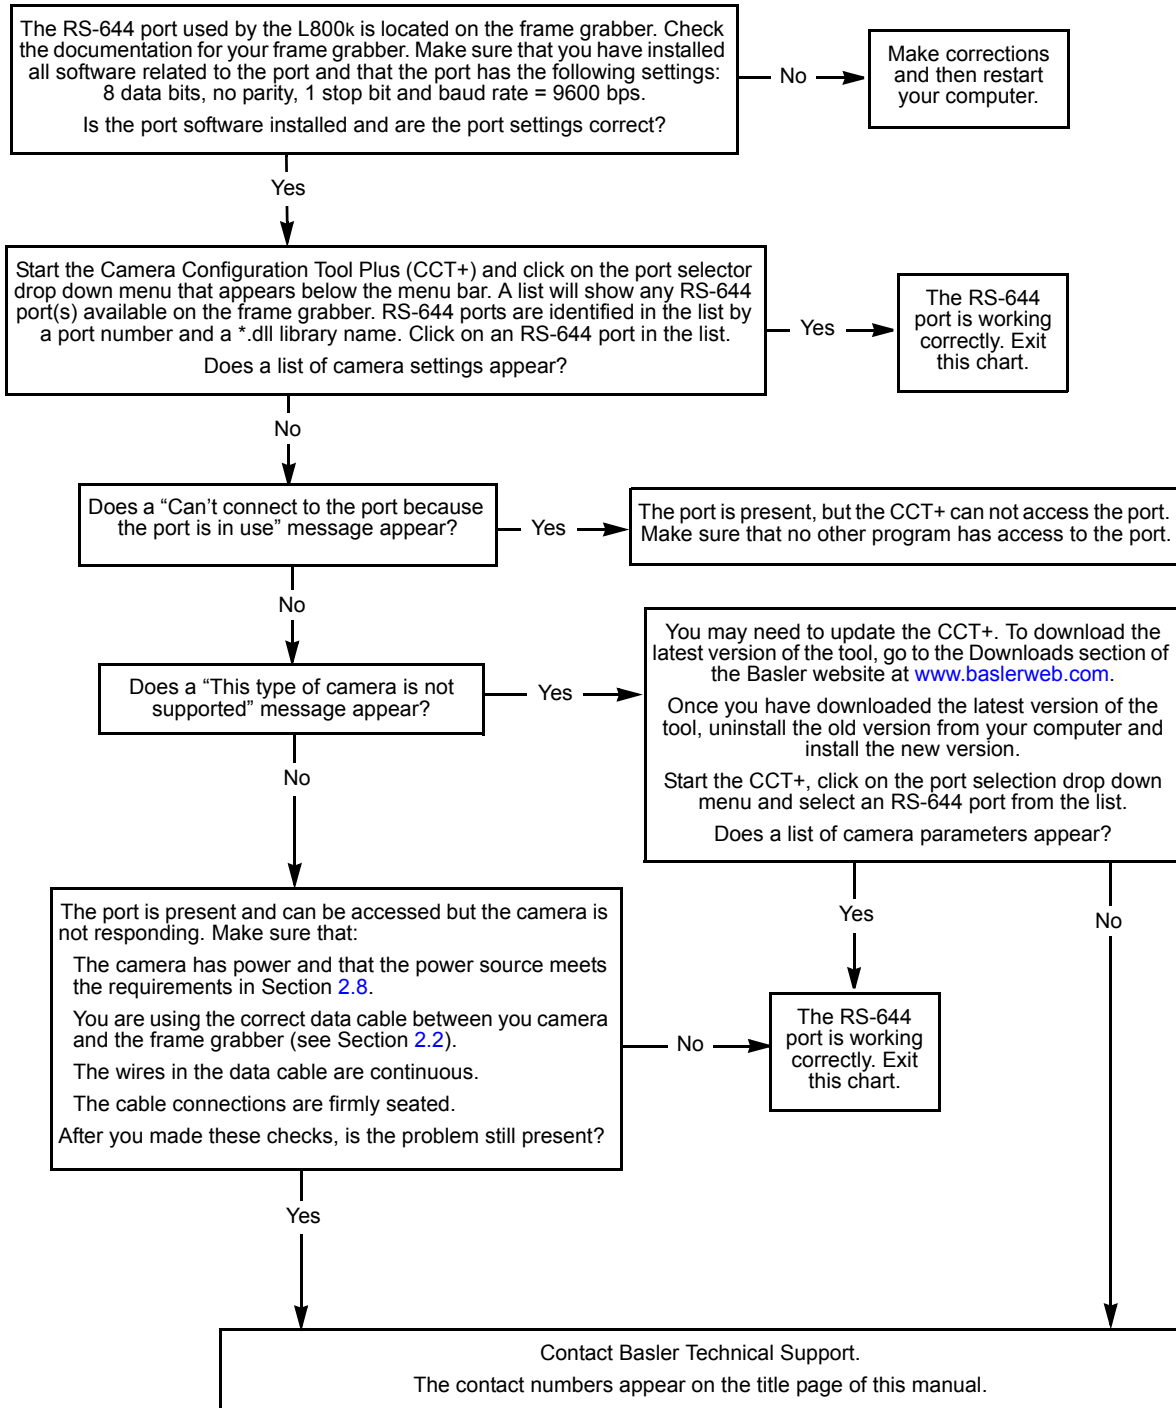 The RS-644 port used by the L800k is located on the frame grabber. Check
the documentation for your frame grabber. Make sure that you have installed
all software related to the port and that the port has the following settings:
8 data bits, no parity, 1 stop bit and baud rate = 9600 bps.
Is the port software installed and are the port settings correct?
No
Make corrections
and then restart
your computer.
Yes
Start the Camera Configuration Tool Plus (CCT+) and click on the port selector
drop down menu that appears below the menu bar. A list will show any RS-644
port(s) available on the frame grabber. RS-644 ports are identified in the list by
a port number and a *.dll library name. Click on an RS-644 port in the list.
Does a list of camera settings appear?
Yes
The RS-644
port is working
correctly. Exit
this chart.
No
Does a “Can’t connect to the port because
the port is in use” message appear?
Yes
The port is present, but the CCT+ can not access the port.
Make sure that no other program has access to the port.
No
Does a “This type of camera is not
supported” message appear?
Yes
You may need to update the CCT+. To download the
latest version of the tool, go to the Downloads section of
the Basler website at www.baslerweb.com.
Once you have downloaded the latest version of the
tool, uninstall the old version from your computer and
install the new version.
Start the CCT+, click on the port selection drop down
menu and select an RS-644 port from the list.
Does a list of camera parameters appear?
No
The port is present and can be accessed but the camera is
not responding. Make sure that:
The camera has power and that the power source meets
the requirements in Section 2.8.
You are using the correct data cable between you camera
and the frame grabber (see Section 2.2).
The wires in the data cable are continuous.
The cable connections are firmly seated.
After you made these checks, is the problem still present?
Yes
No
No
The RS-644
port is working
correctly. Exit
this chart.
Yes
Contact Basler Technical Support.
The contact numbers appear on the title page of this manual.